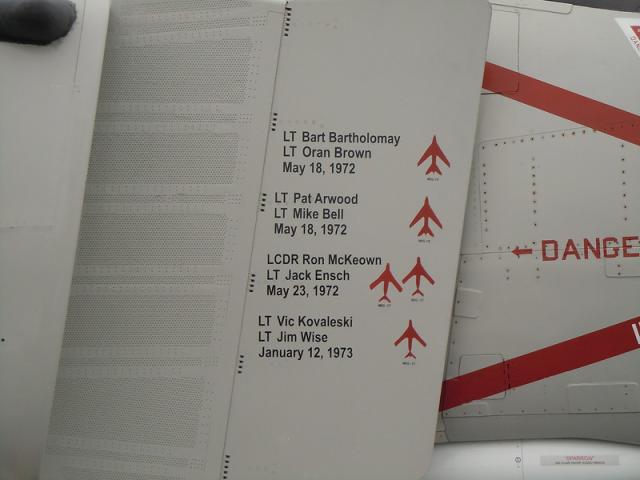 LT Bart Bartholomay
LT Oran Brown
May 18, 1972
LT Pat Arwood
LT Mike Bell
May 18, 1972
LCDR Ron McKeown
LT Jack Ensch
May 23, 1972
LT Vic Kovaleski
LT Jim Wise
January 12, 1973
DANGE
"SPARROW"